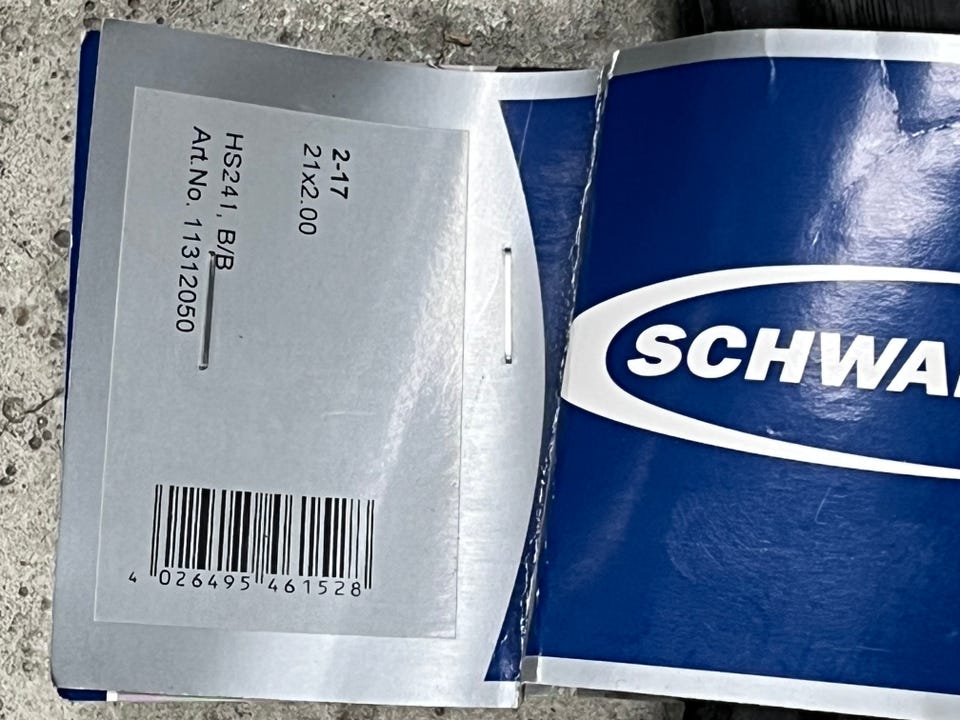 2-17
21x2.00
HS241, B/B
Art.No. 11312050
4 026495 461528
SCHWA